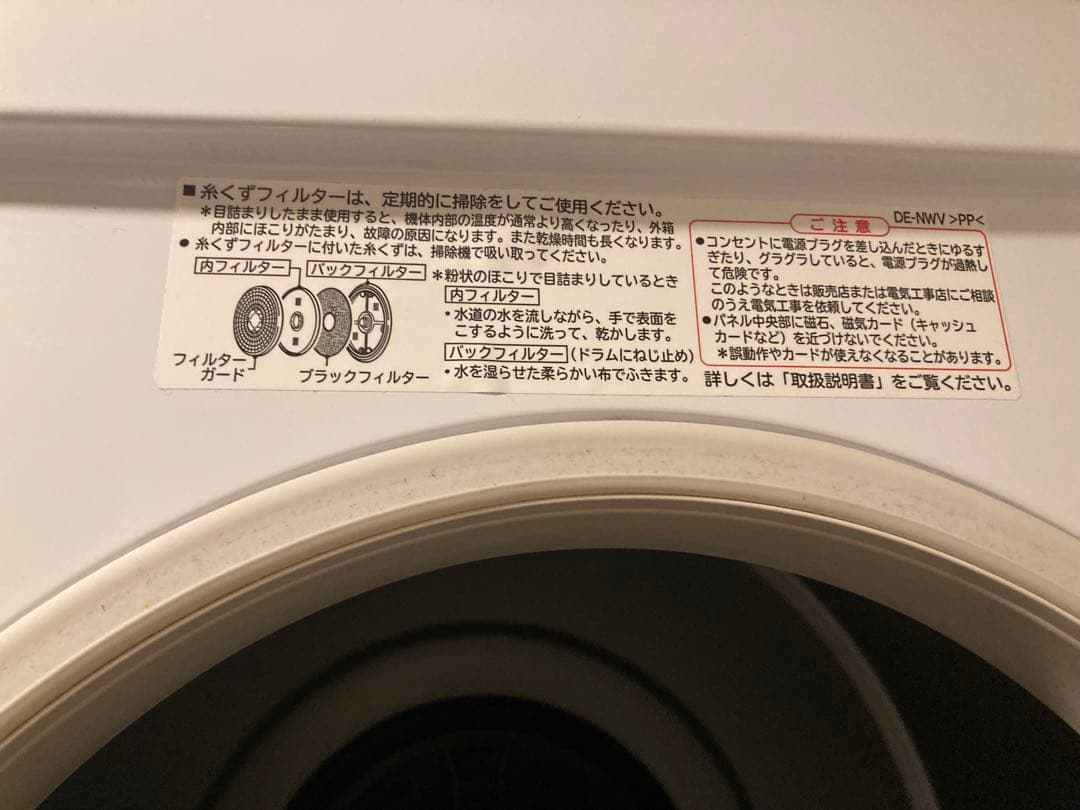 ■糸くずフィルターは、定期的に掃除をしてご使用ください。
＊目詰まりしたまま使用すると、機体内部の温度が通常より高くなったり、外箱
内部にほこりがたまり、故障の原因になります。また乾燥時間も長くなります。
●糸くずフィルターに付いた糸くずは、掃除機で吸い取ってください。
内フィルター
バックフィルター
フィルター
ガード
ブラックフィルター
＊粉状のほこりで目詰まりしているとき
内フィルター
・水道の水を流しながら、手で表面を
こするように洗って、乾かします。
バックフィルター（ドラムにねじ止め）
・水を湿らせた柔らかい布でふきます。
DE-NWV >PP<
ご注意
●コンセントに電源プラグを差し込んだときにゆるす
ぎたり、グラグラしていると、電源プラグが過熱し
て危険です。
このようなときは販売店または電気工事店にご相談
のうえ電気工事を依頼してください。
●パネル中央部に磁石、磁気カード（キャッシュ
カードなど）を近づけないでください。
＊誤動作やカードが使えなくなることがあります。
詳しくは「取扱説明書」をご覧ください。